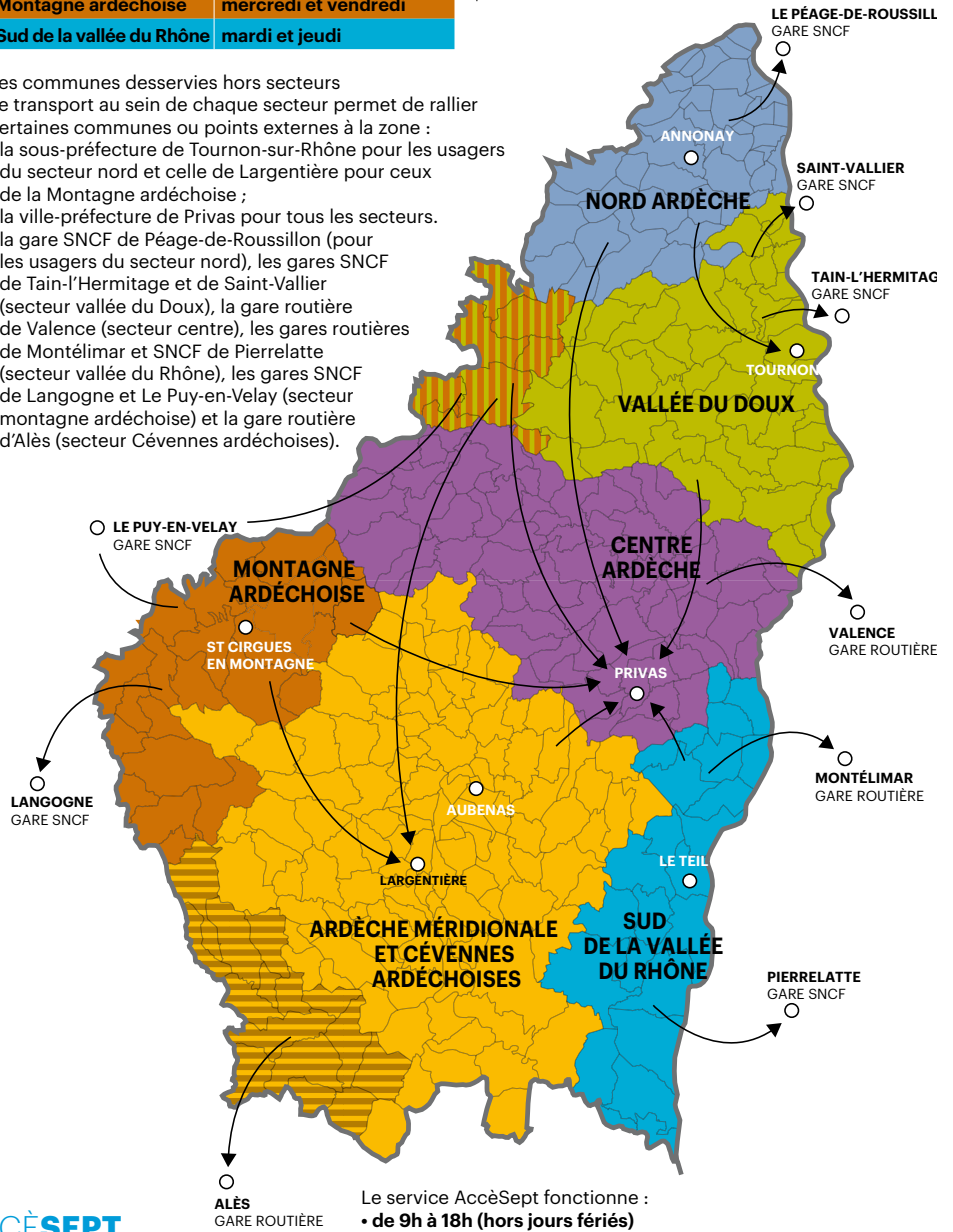 Montagne ardéchoise mercredi et vendredi
Sud de la vallée du Rhône mardi et jeudi
es communes desservies hors secteurs
e transport au sein de chaque secteur permet de rallier
ertaines communes ou points externes à la zone :
la sous-préfecture de Tournon-sur-Rhône pour les usagers
du secteur nord et celle de Largentière pour ceux
de la Montagne ardéchoise ;
la ville-préfecture de Privas pour tous les secteurs.
la gare SNCF de Péage-de-Roussillon (pour
les usagers du secteur nord), les gares SNCF
de Tain-l’Hermitage et de Saint-Vallier
(secteur vallée du Doux), la gare routière
de Valence (secteur centre), les gares routières
de Montélimar et SNCF de Pierrelatte
(secteur vallée du Rhône), les gares SNCF
de Langogne et Le Puy-en-Velay (secteur
montagne ardéchoise) et la gare routière
d’Alès (secteur Cévennes ardéchoises).
LE PÉAGE-DE-ROUSSILL
GARE SNCF
ANNONAY
SAINT-VALLIER
GARE SNCF
NORD ARDÈCHE
TAIN-L’HERMITAG
GARE SNCF
TOURNON
VALLÉE DU DOUX
LE PUY-EN-VELAY
GARE SNCF
CENTRE
ARDÈCHE
MONTAGNE
ARDÉCHOISE
ST CIRGUES
EN MONTAGNE
VALENCE
GARE ROUTIÈRE
PRIVAS
LANGOGNE
GARE SNCF
MONTÉLIMAR
GARE ROUTIÈRE
AUBENAS
LE TEIL
LARGENTIÈRE
ARDÈCHE MÉRIDIONALE
ET CÉVENNES
ARDÉCHOISES
SUD
DE LA VALLÉE
DU RHÔNE
PIERRELATTE
GARE SNCF
ALÈS
GARE ROUTIÈRE
Le service AccèSept fonctionne :
• de 9h à 18h (hors jours fériés)
CÈSEPT